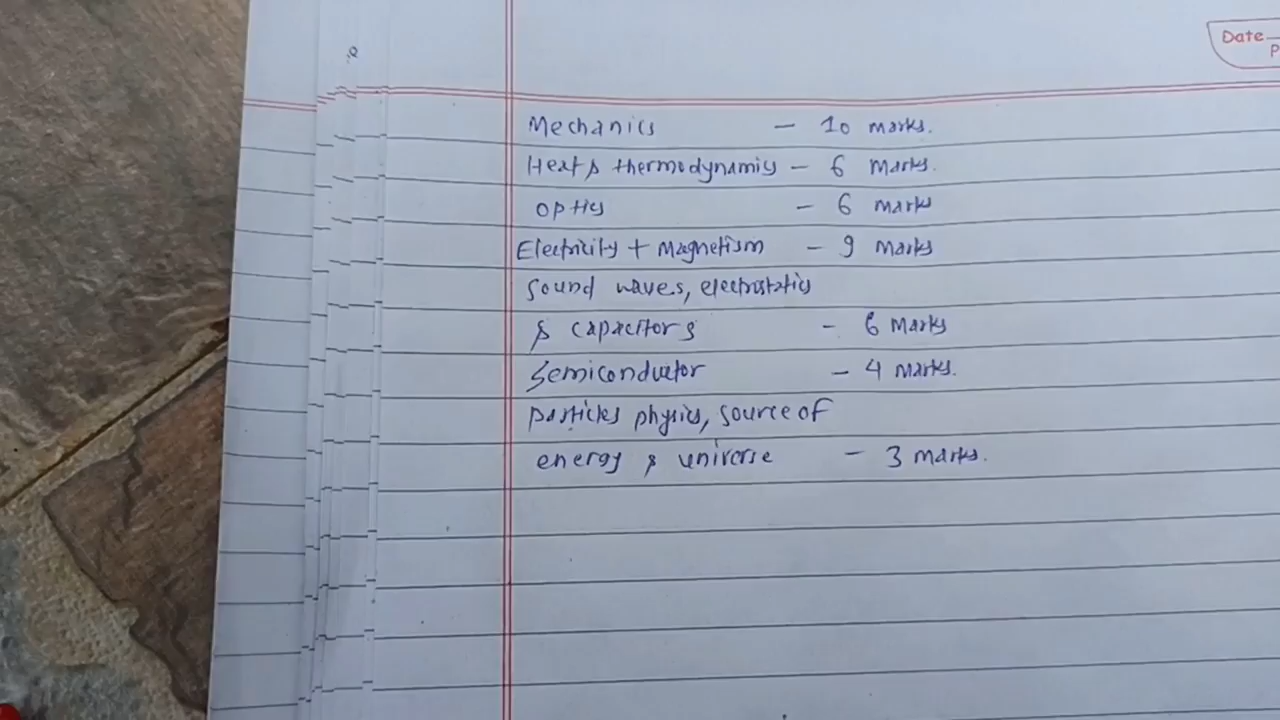 Date
P
Mechanics - 10 marks.
Heat & thermodynamics - 6 Marks.
Optics - 6 mark
Electricity + Magnetism - 9 Marks
Sound waves, electrostatics
& capacitors - 6 Marks
Semiconductor - 4 marks.
Particles physics, source of
energy & universe - 3 marks.